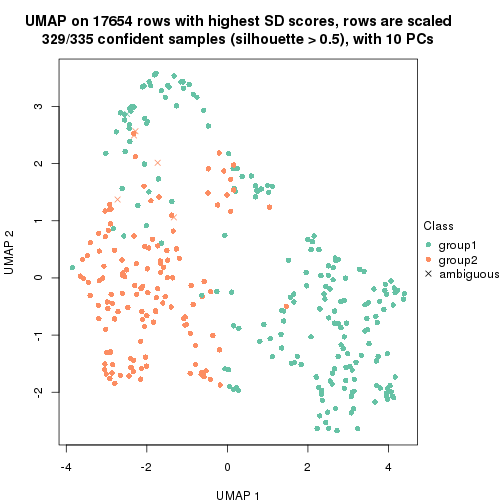 UMAP on 17654 rows with highest SD scores, rows are scaled
329/335 confident samples (silhouette > 0.5), with 10 PCs
3
2
1
0
-1
-2
UMAP 2
-4
-2
0
2
4
UMAP 1
Class
group1
group2
ambiguous